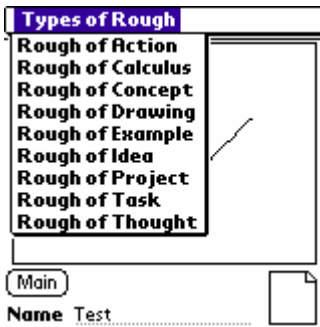 Types of Rough
Rough of Action
Rough of Calculus
Rough of Concept
Rough of Drawing
Rough of Example
Rough of Idea
Rough of Project
Rough of Task
Rough of Thought
Main
Name Test